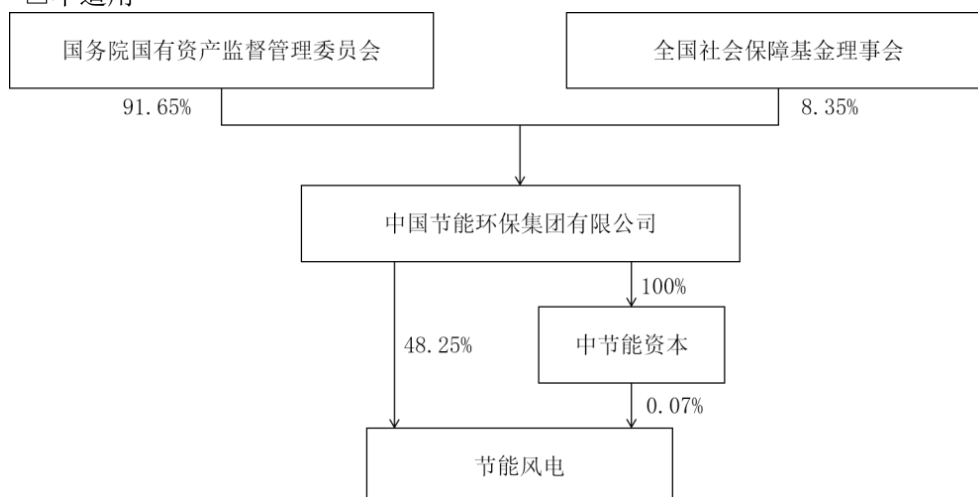 国务院国有资产监督管理委员会
全国社会保障基金理事会
91.65%
8.35%
中国节能环保集团有限公司
100%
48.25%
中节能资本
0.07%
节能风电